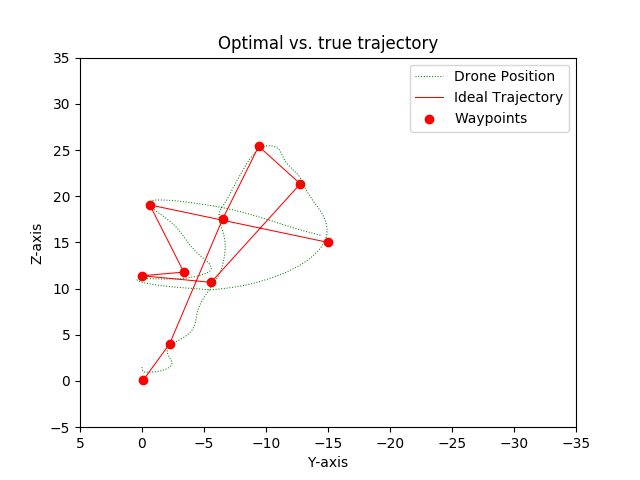 Optimal vs. true trajectory
Drone Position
Ideal Trajectory
Waypoints
Z-axis
35
30
25
20
15
10
5
0
−5
5 0 −5 −10 −15 −20 −25 −30 −35
Y-axis